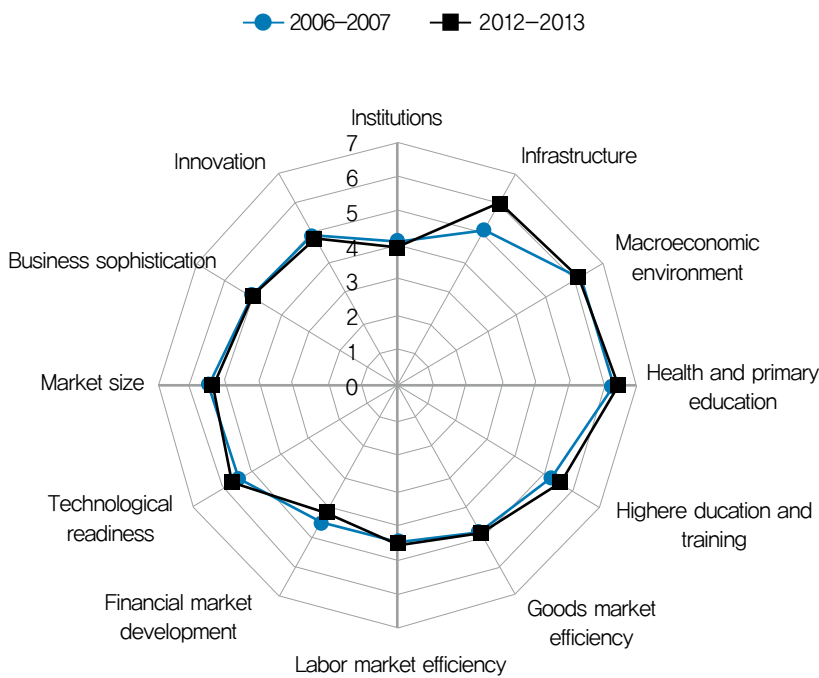 2006–2007
2012–2013
Institutions
Infrastructure
Macroeconomic
environment
Health and primary
education
Highere ducation and
training
Goods market
efficiency
Labor market efficiency
Financial market
development
Technological
readiness
Market size
Business sophistication
Innovation
7
6
5
4
3
2
1
0